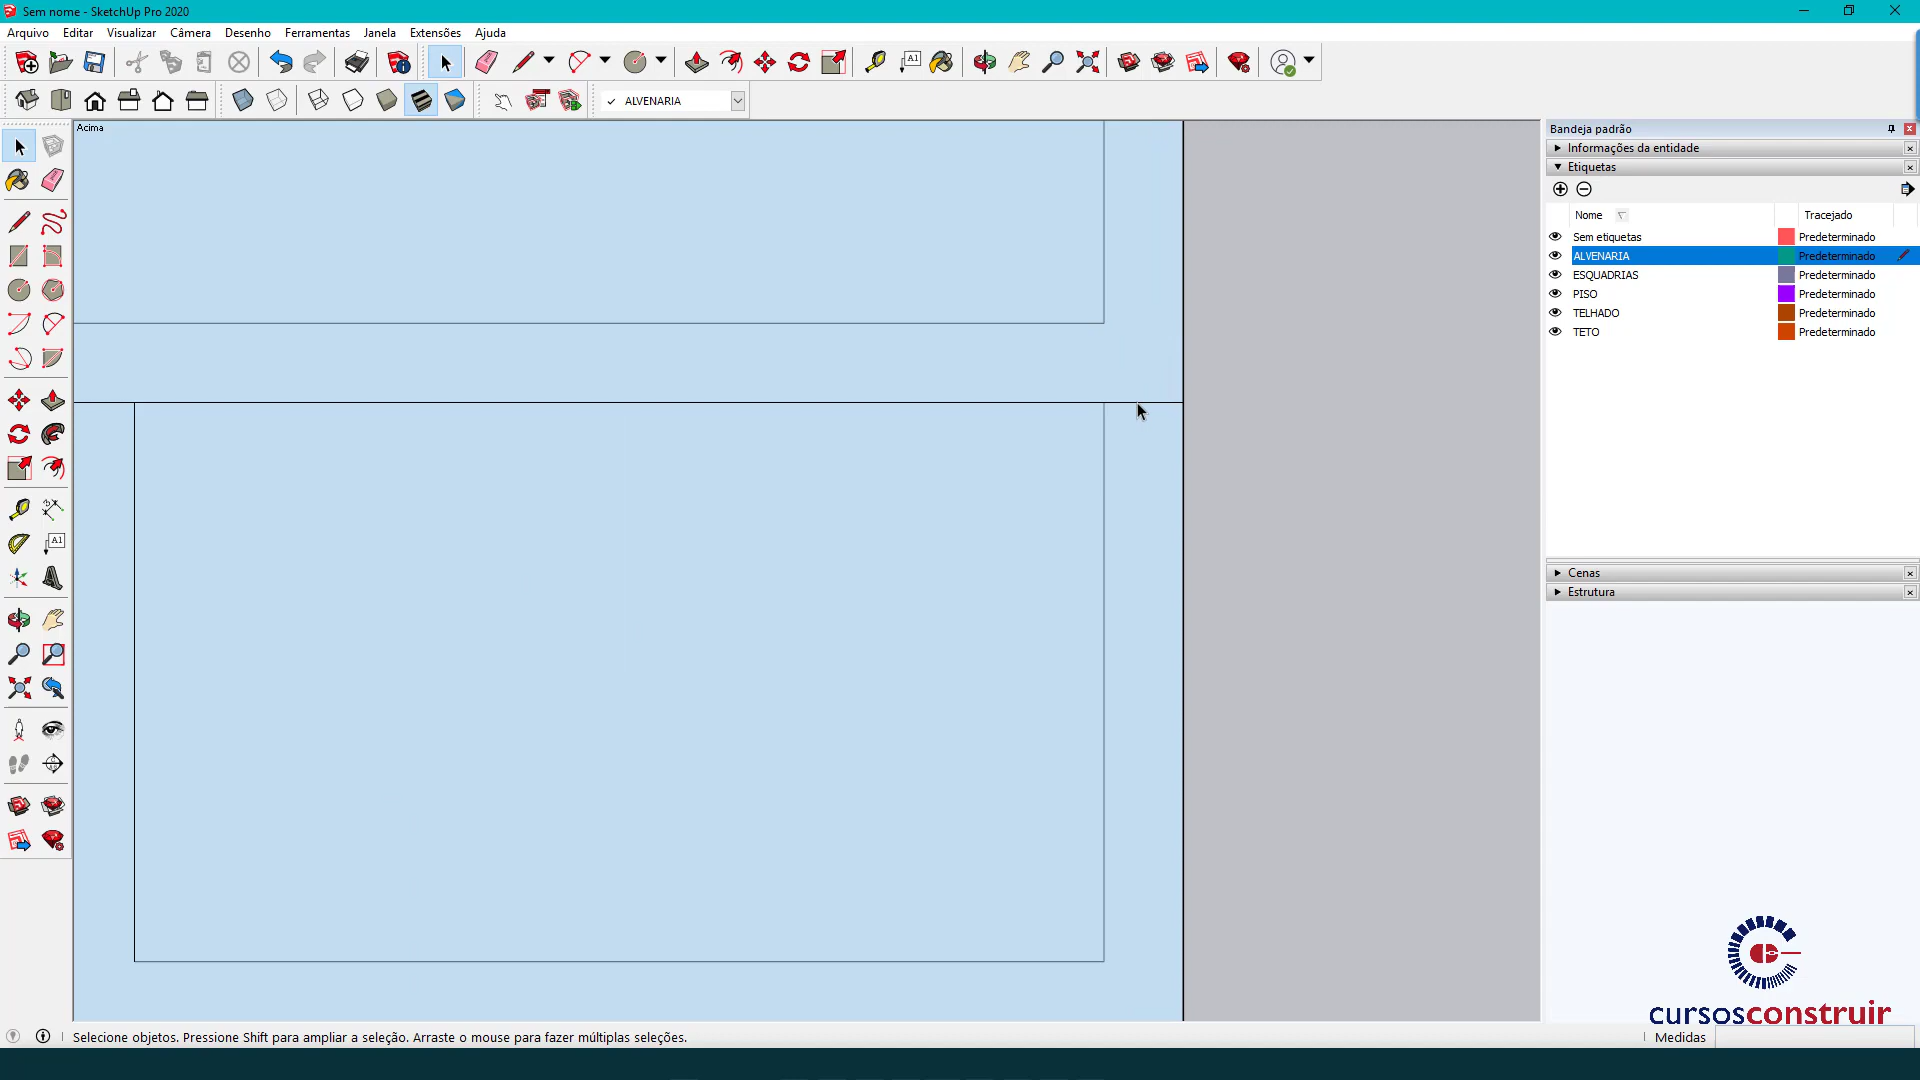 Sem nome - SketchUp Pro 2020
Arquivo Editar Visualizar Câmera Desenho Ferramentas Janela Extensões Ajuda
A1
ALVENARIA
Acima
Bandeja padrão
Informações da entidade
Etiquetas
Nome Tracejado
Sem etiquetas Predeterminado
ALVENARIA Predeterminado
ESQUADRIAS Predeterminado
PISO Predeterminado
TELHADO Predeterminado
TETO Predeterminado
A1
Cenas
Estrutura
cursosconstruir
Selecione objetos. Pressione Shift para ampliar a seleção. Arraste o mouse para fazer múltiplas seleções.
Medidas